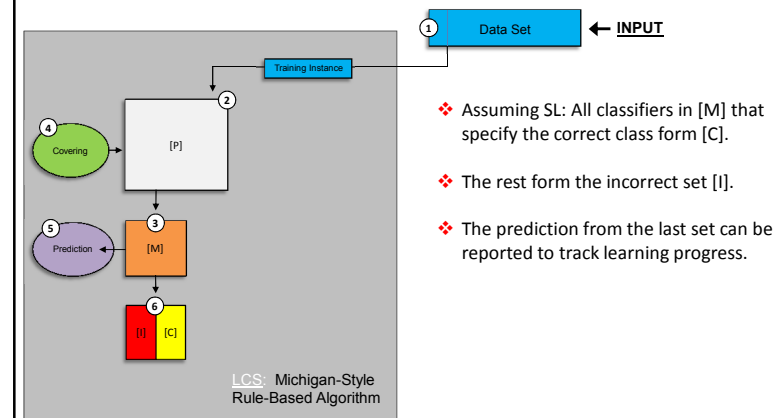 1
Data Set
INPUT
Training Instance
2
4
Covering
[P]
5
3
Prediction
[M]
6
[I]
[C]
LCS: Michigan-Style
Rule-Based Algorithm
Assuming SL: All classifiers in [M] that
specify the correct class form [C].
The rest form the incorrect set [I].
The prediction from the last set can be
reported to track learning progress.